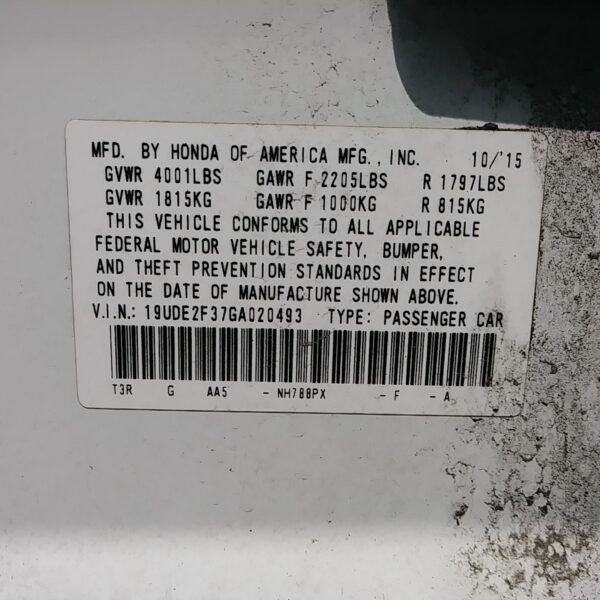 MFD. BY HONDA OF AMERICA MFG., INC. 10/'15
GVWR 4001LBS GAWR F 2205LBS R 1797LBS
GVWR 1815KG GAWR F 1000KG R 815KG
THIS VEHICLE CONFORMS TO ALL APPLICABLE
FEDERAL MOTOR VEHICLE SAFETY, BUMPER,
AND THEFT PREVENTION STANDARDS IN EFFECT
ON THE DATE OF MANUFACTURE SHOWN ABOVE.
V.I.N.: 19UDE2F37GA020493 TYPE: PASSENGER CAR
T3R G AA5 - NH788PX - F - A